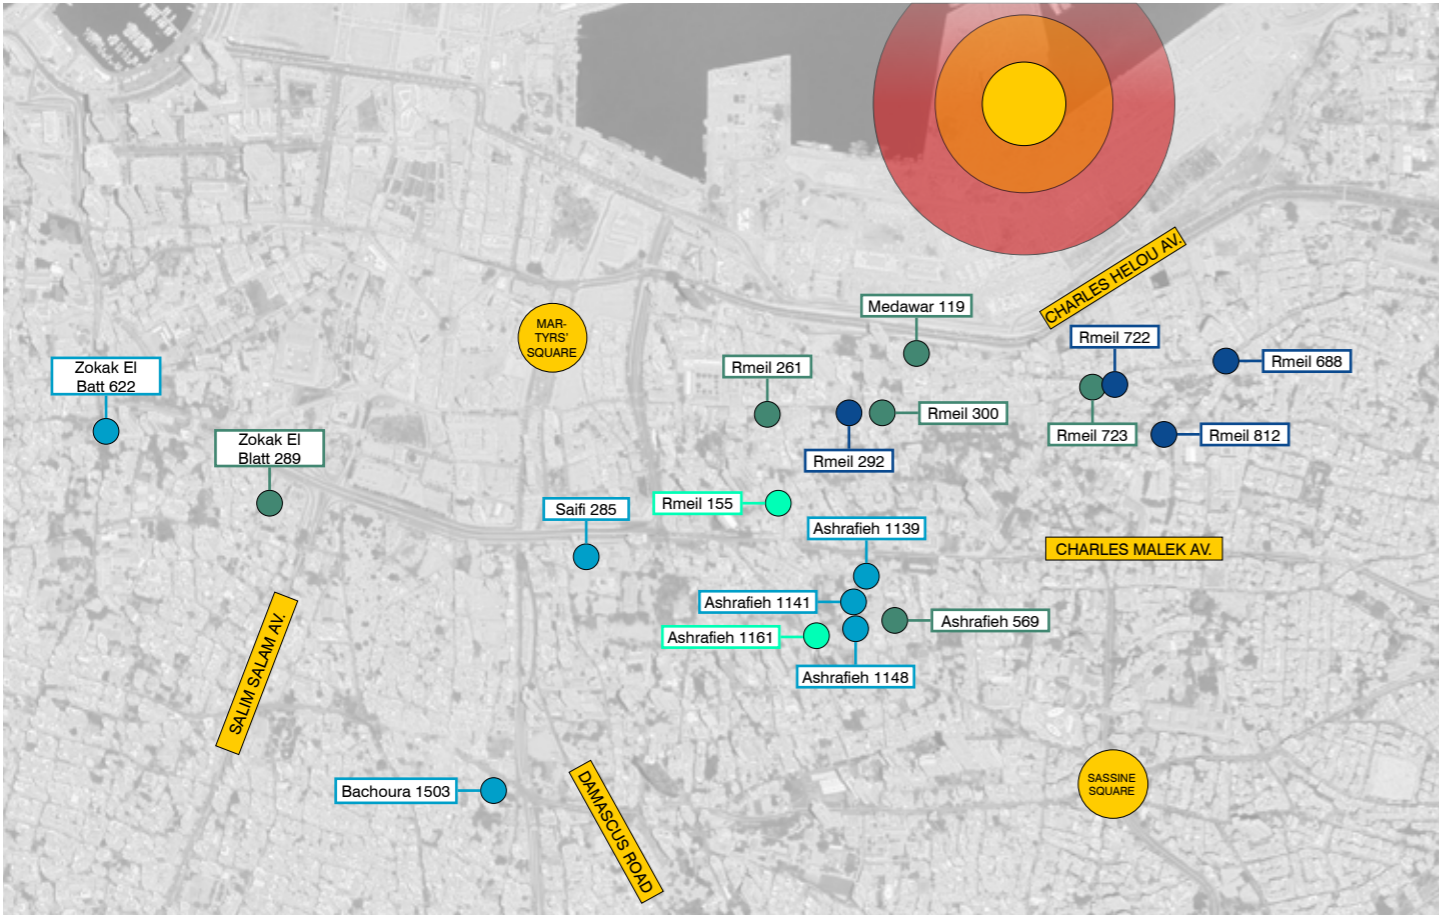 CHARLES HELOU AV.
Medawar 119
MAR-
TYRS'
SQUARE
Rmeil 722
Rmeil 688
Zokak El
Batt 622
Rmeil 261
Rmeil 300
Rmeil 723
Rmeil 812
Zokak El
Blatt 289
Rmeil 292
Rmeil 155
Saifi 285
Ashrafieh 1139
CHARLES MALEK AV.
Ashrafieh 1141
Ashrafieh 569
Ashrafieh 1161
Ashrafieh 1148
SALIM SALAM AV.
Bachoura 1503
SASSINE
SQUARE
DAMASCUS ROAD